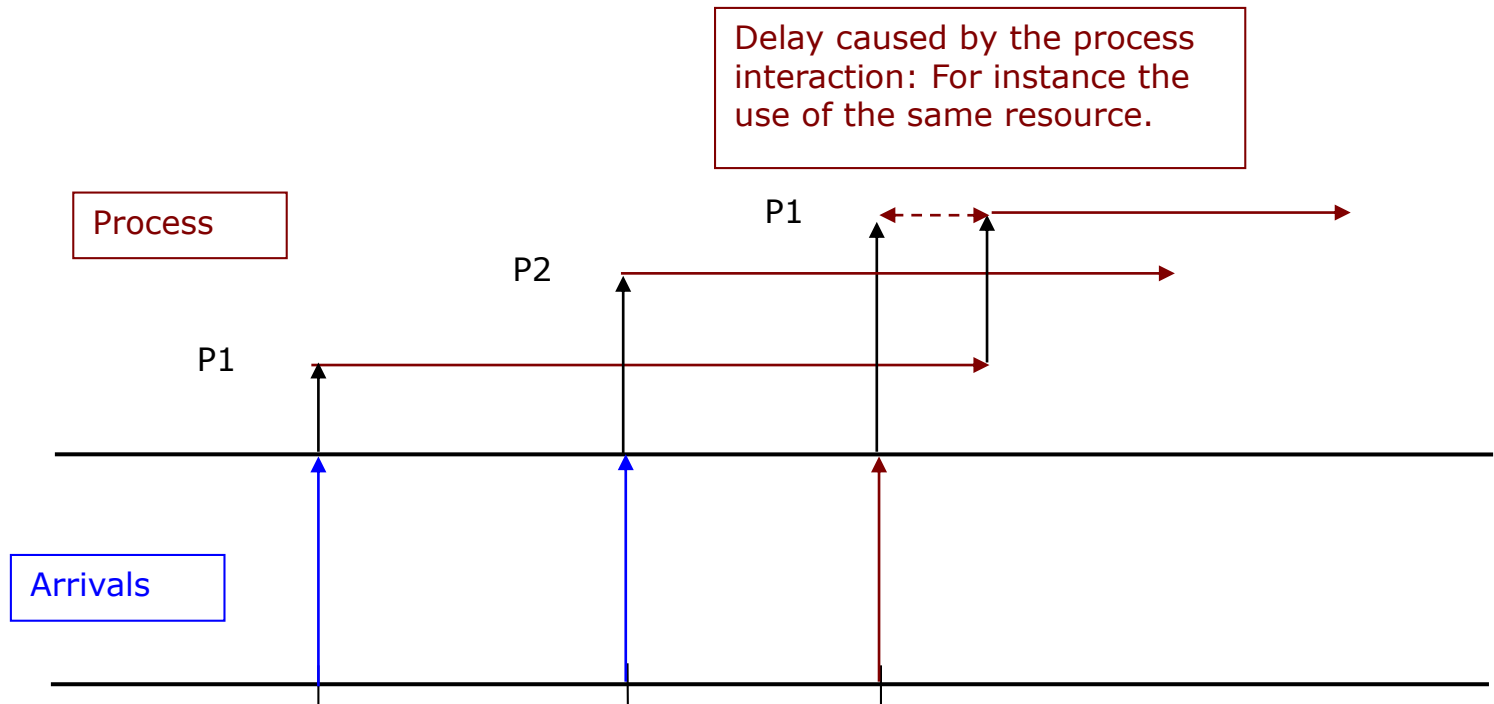 Delay caused by the process
interaction: For instance the
use of the same resource.
Process
P1
P2
P1
Arrivals